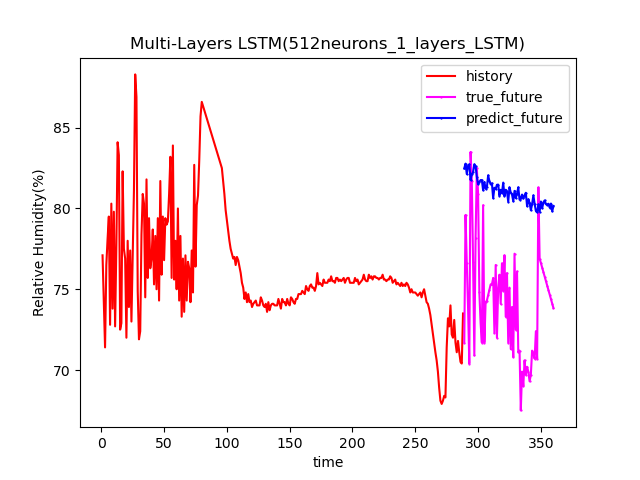 Multi-Layers LSTM(512neurons_1_layers_LSTM)
history
true_future
predict_future
Relative Humidity(%)
85
80
75
70
0
50
100
150
200
250
300
350
time